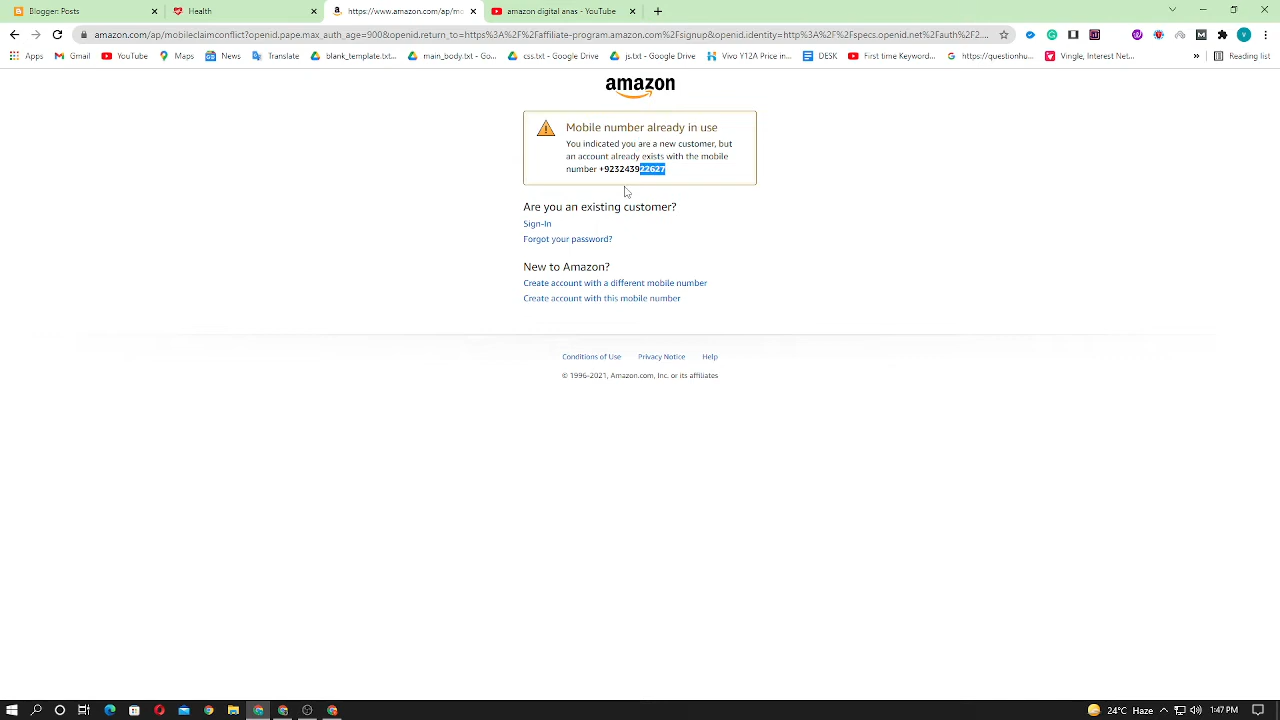 Blogger: Posts
Health
https://www.amazon.com/ap/mo
amazon digital anas - YouTube
amazon.com/ap/mobileclaimconflict?openid.pape.max_auth_age=900&openid.return_to=https%3A%2F%2Faffiliate-program.amazon.com%2Fsignup&openid.identity=http%3A%2F%2Fspecs.openid.net%2Fauth%2F2...
Apps
Gmail
YouTube
Maps
News
Translate
blank_template.txt...
main_body.txt - Go...
css.txt - Google Drive
js.txt - Google Drive
Vivo Y12A Price in...
DESK
First time Keyword...
https://questionhu...
Vingle, Interest Net...
»
Reading list
amazon
Mobile number already in use
You indicated you are a new customer, but
an account already exists with the mobile
number +923243922627
Are you an existing customer?
Sign-In
Forgot your password?
New to Amazon?
Create account with a different mobile number
Create account with this mobile number
Conditions of Use
Privacy Notice
Help
© 1996-2021, Amazon.com, Inc. or its affiliates
24°C Haze
1:47 PM